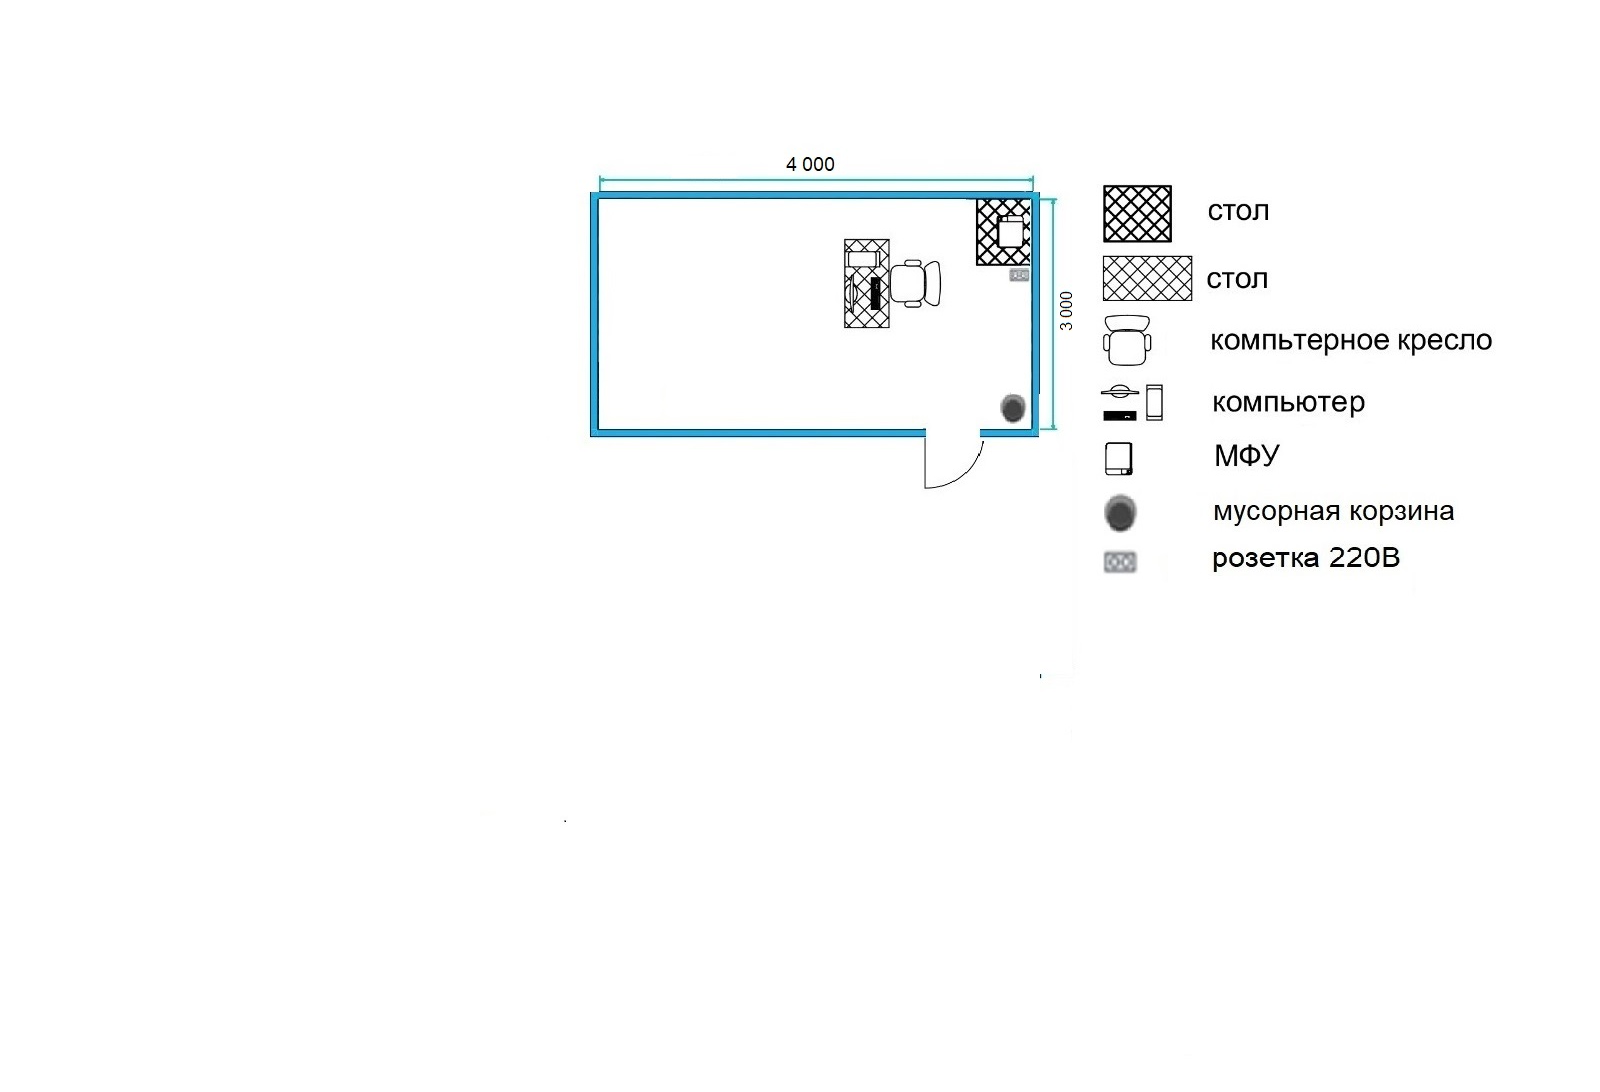 4 000
3 000
стол
стол
компьтерное кресло
компьютер
МФУ
мусорная корзина
розетка 220В